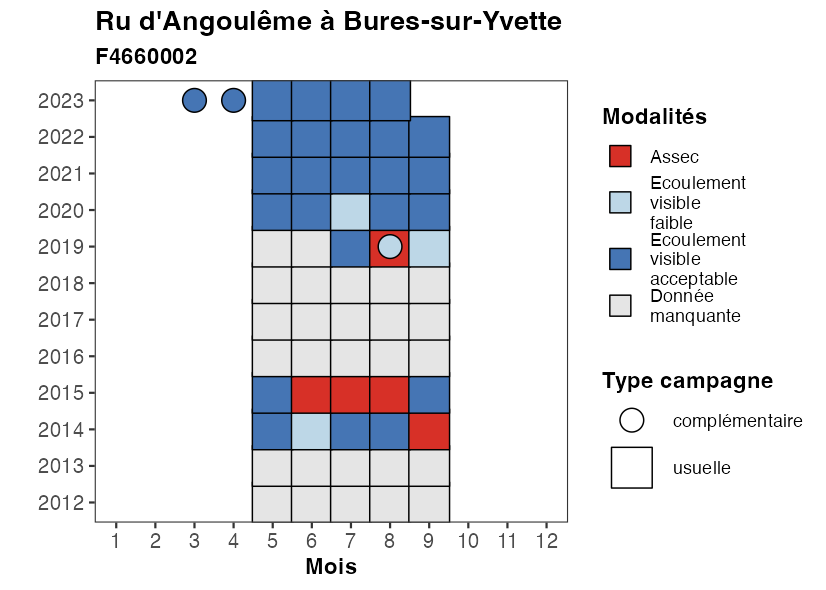 Ru d'Angoulême à Bures-sur-Yvette
F4660002
2023
2022
2021
2020
2019
2018
2017
2016
2015
2014
2013
2012
1 2 3 4 5 6 7 8 9 10 11 12
Mois
Modalités
Assec
Ecoulement
visible
faible
Ecoulement
visible
acceptable
Donnée
manquante
Type campagne
complémentaire
usuelle